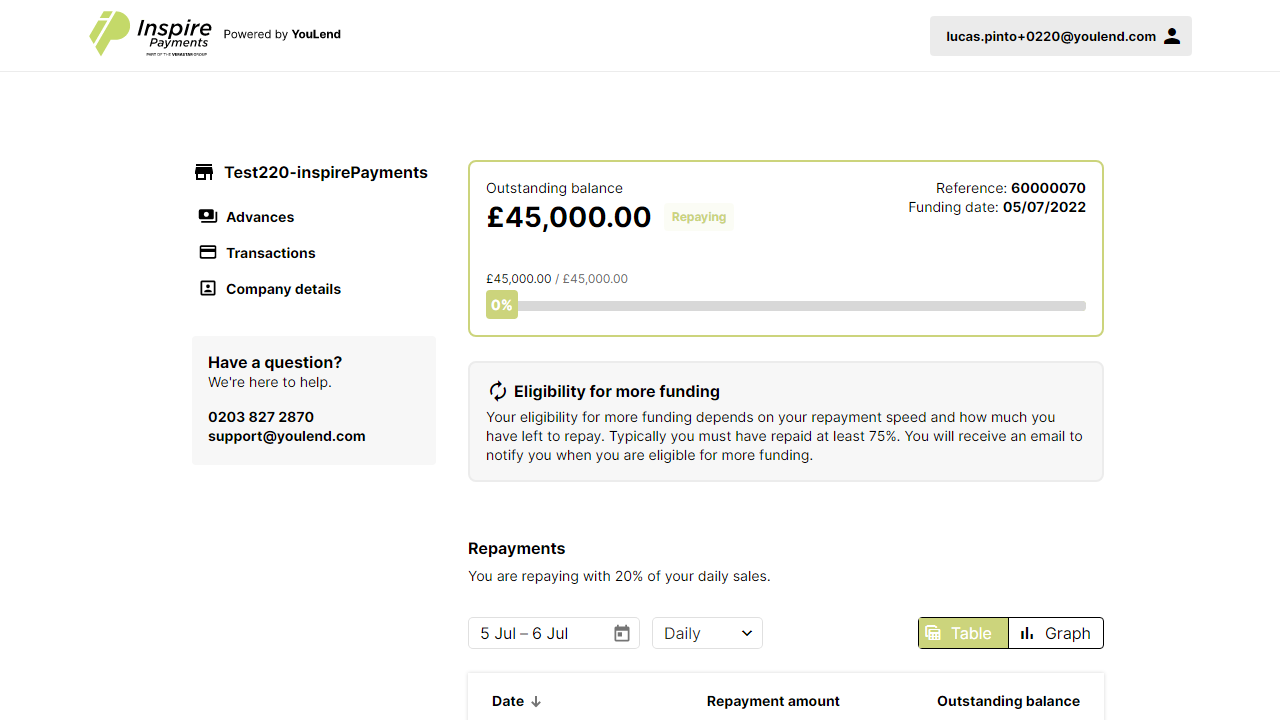 Inspire
Payments
PART OF THE VERASTAR GROUP
Powered by YouLend
lucas.pinto+0220@youlend.com
Test220-inspirePayments
Advances
Transactions
Company details
Have a question?
We're here to help.
0203 827 2870
support@youlend.com
Outstanding balance
£45,000.00
Repaying
Reference: 60000070
Funding date: 05/07/2022
£45,000.00 / £45,000.00
0%
Eligibility for more funding
Your eligibility for more funding depends on your repayment speed and how much you
have left to repay. Typically you must have repaid at least 75%. You will receive an email to
notify you when you are eligible for more funding.
Repayments
You are repaying with 20% of your daily sales.
5 Jul – 6 Jul
Daily
Table
Graph
Date
Repayment amount
Outstanding balance